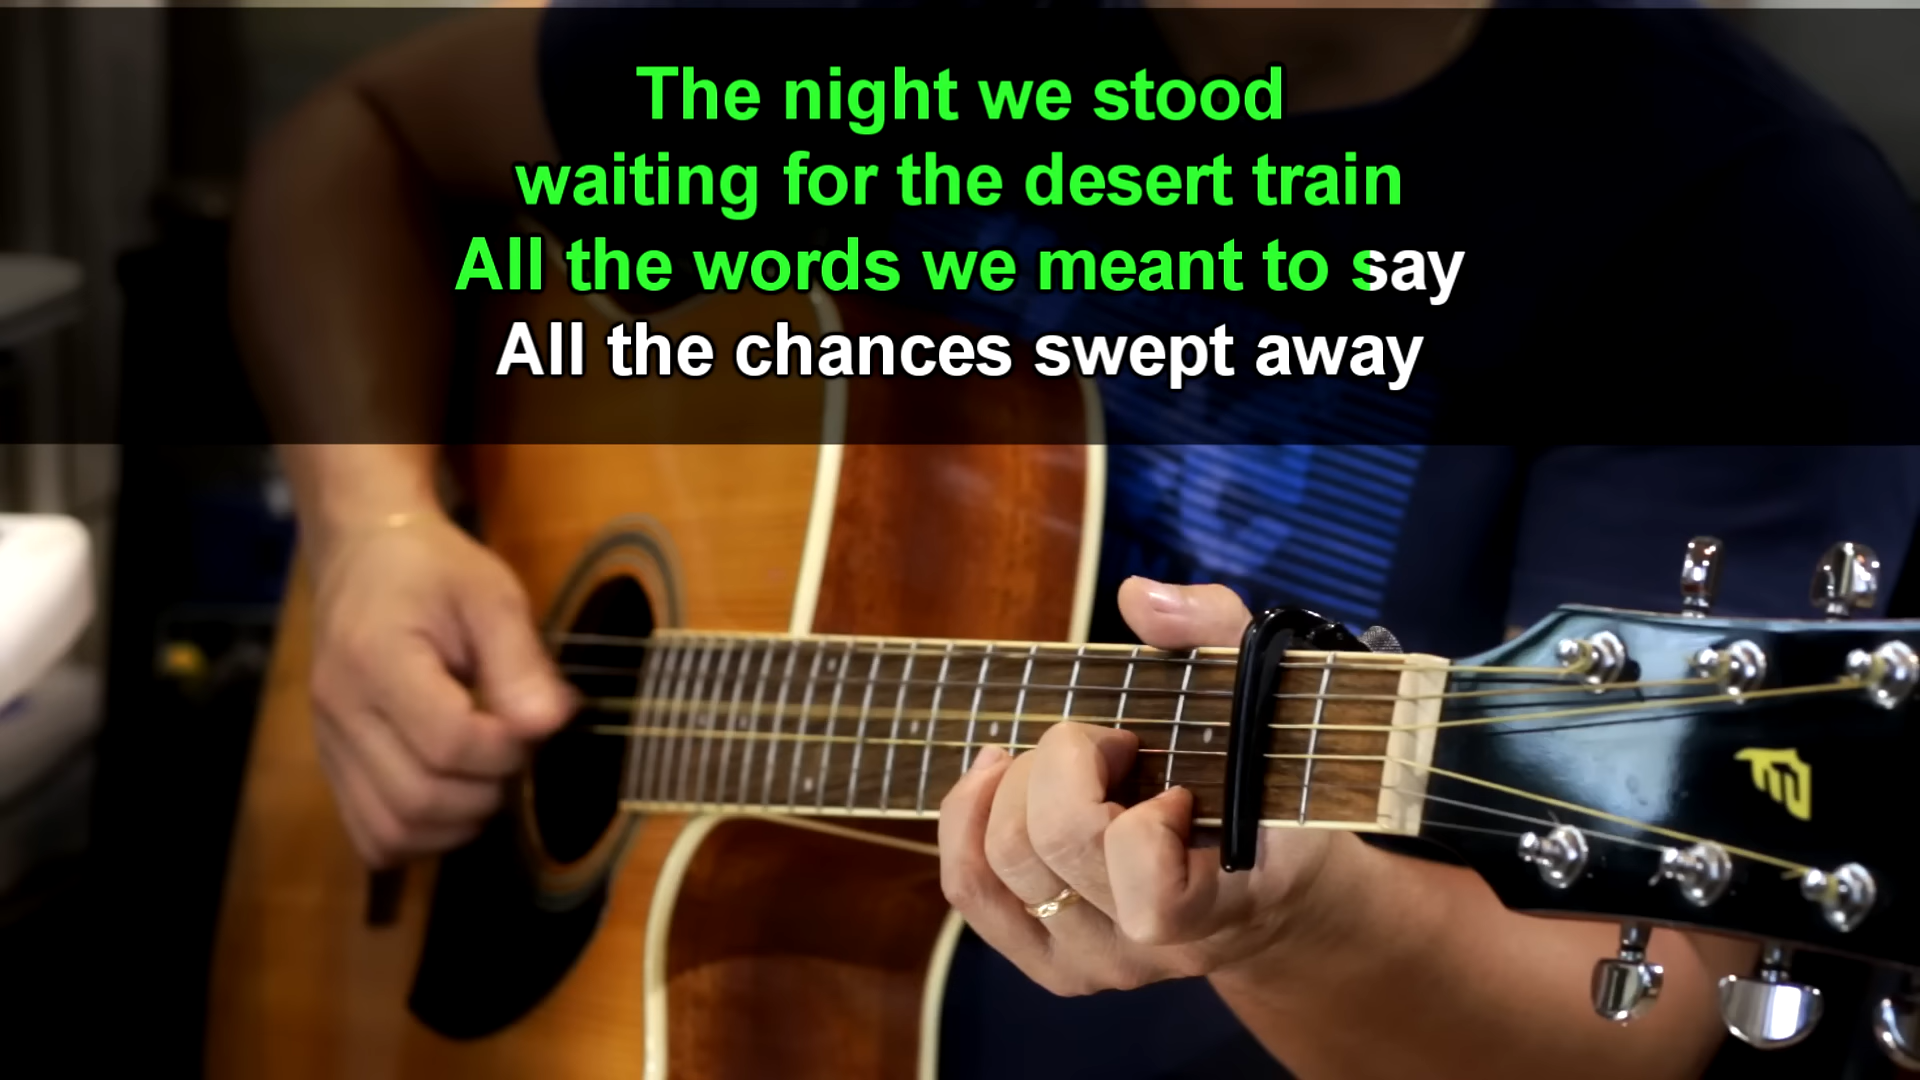 The night we stood
waiting for the desert train
All the words we meant to say
All the chances swept away